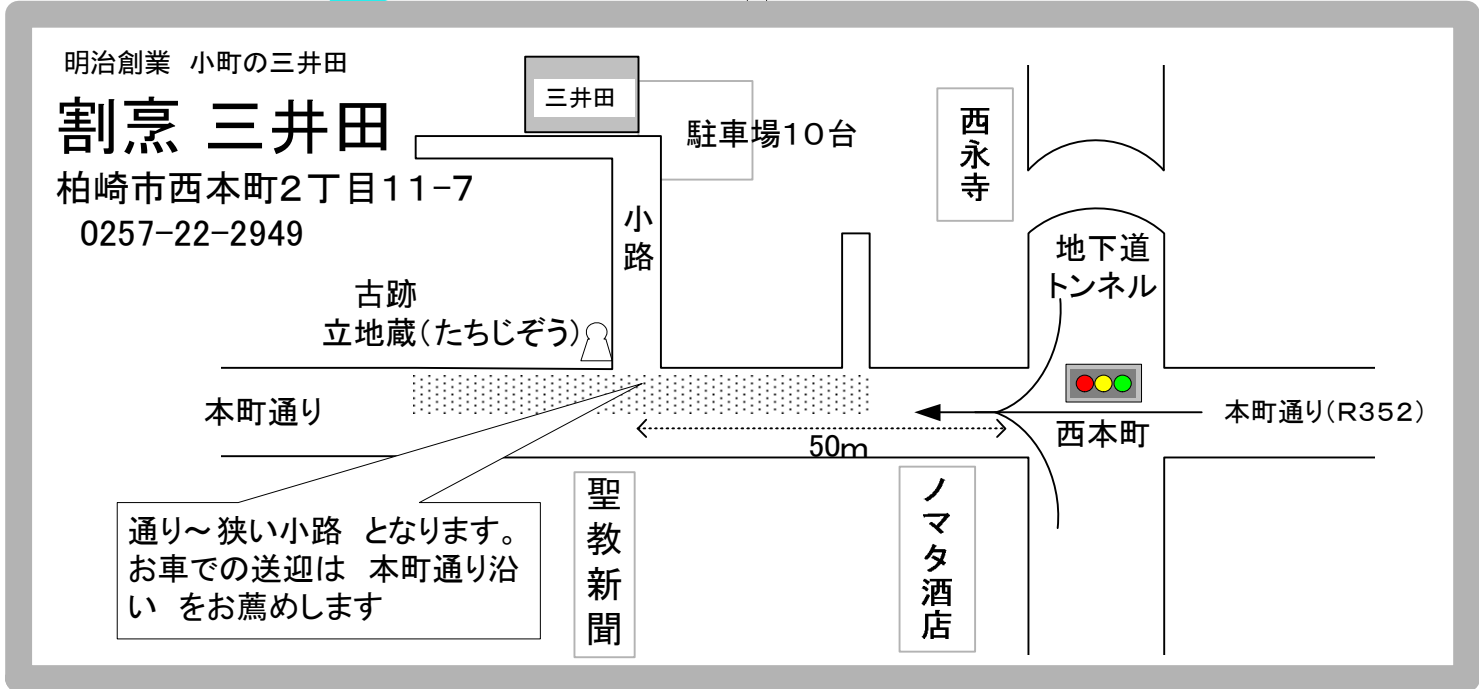 明治創業 小町の三井田
割烹 三井田
柏崎市西本町2丁目11-7
0257-22-2949
三井田
駐車場10台
西永寺
小路
地下道
トンネル
古跡
立地蔵(たちじぞう)
本町通り
本町通り(R352)
西本町
50m
通り~狭い小路 となります。
お車での送迎は 本町通り沿
い をお薦めします
聖教新聞
ノマタ酒店